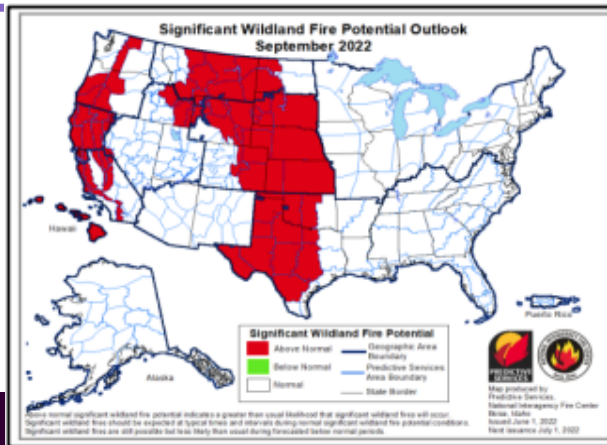 Significant Wildland Fire Potential Outlook
September 2022
Hawaii
Alaska
Puerto Rico
Significant Wildland Fire Potential
Above Normal
Below Normal
Normal
Geographic Area
Boundary
Predictive Services
Area Boundary
State Border
PREDICTIVE
SERVICES
Map produced by
Predictive Services,
National Interagency Fire Center
Boise, Idaho
Issued June 1, 2022
Next issuance July 1, 2022
Above normal significant wildland fire potential indicates a greater than usual likelihood that significant wildland fires will occur.
Significant wildland fires should be expected at typical times and intervals during normal significant wildland fire potential conditions.
Significant wildland fires are still possible but less likely than usual during forecasted below normal periods.